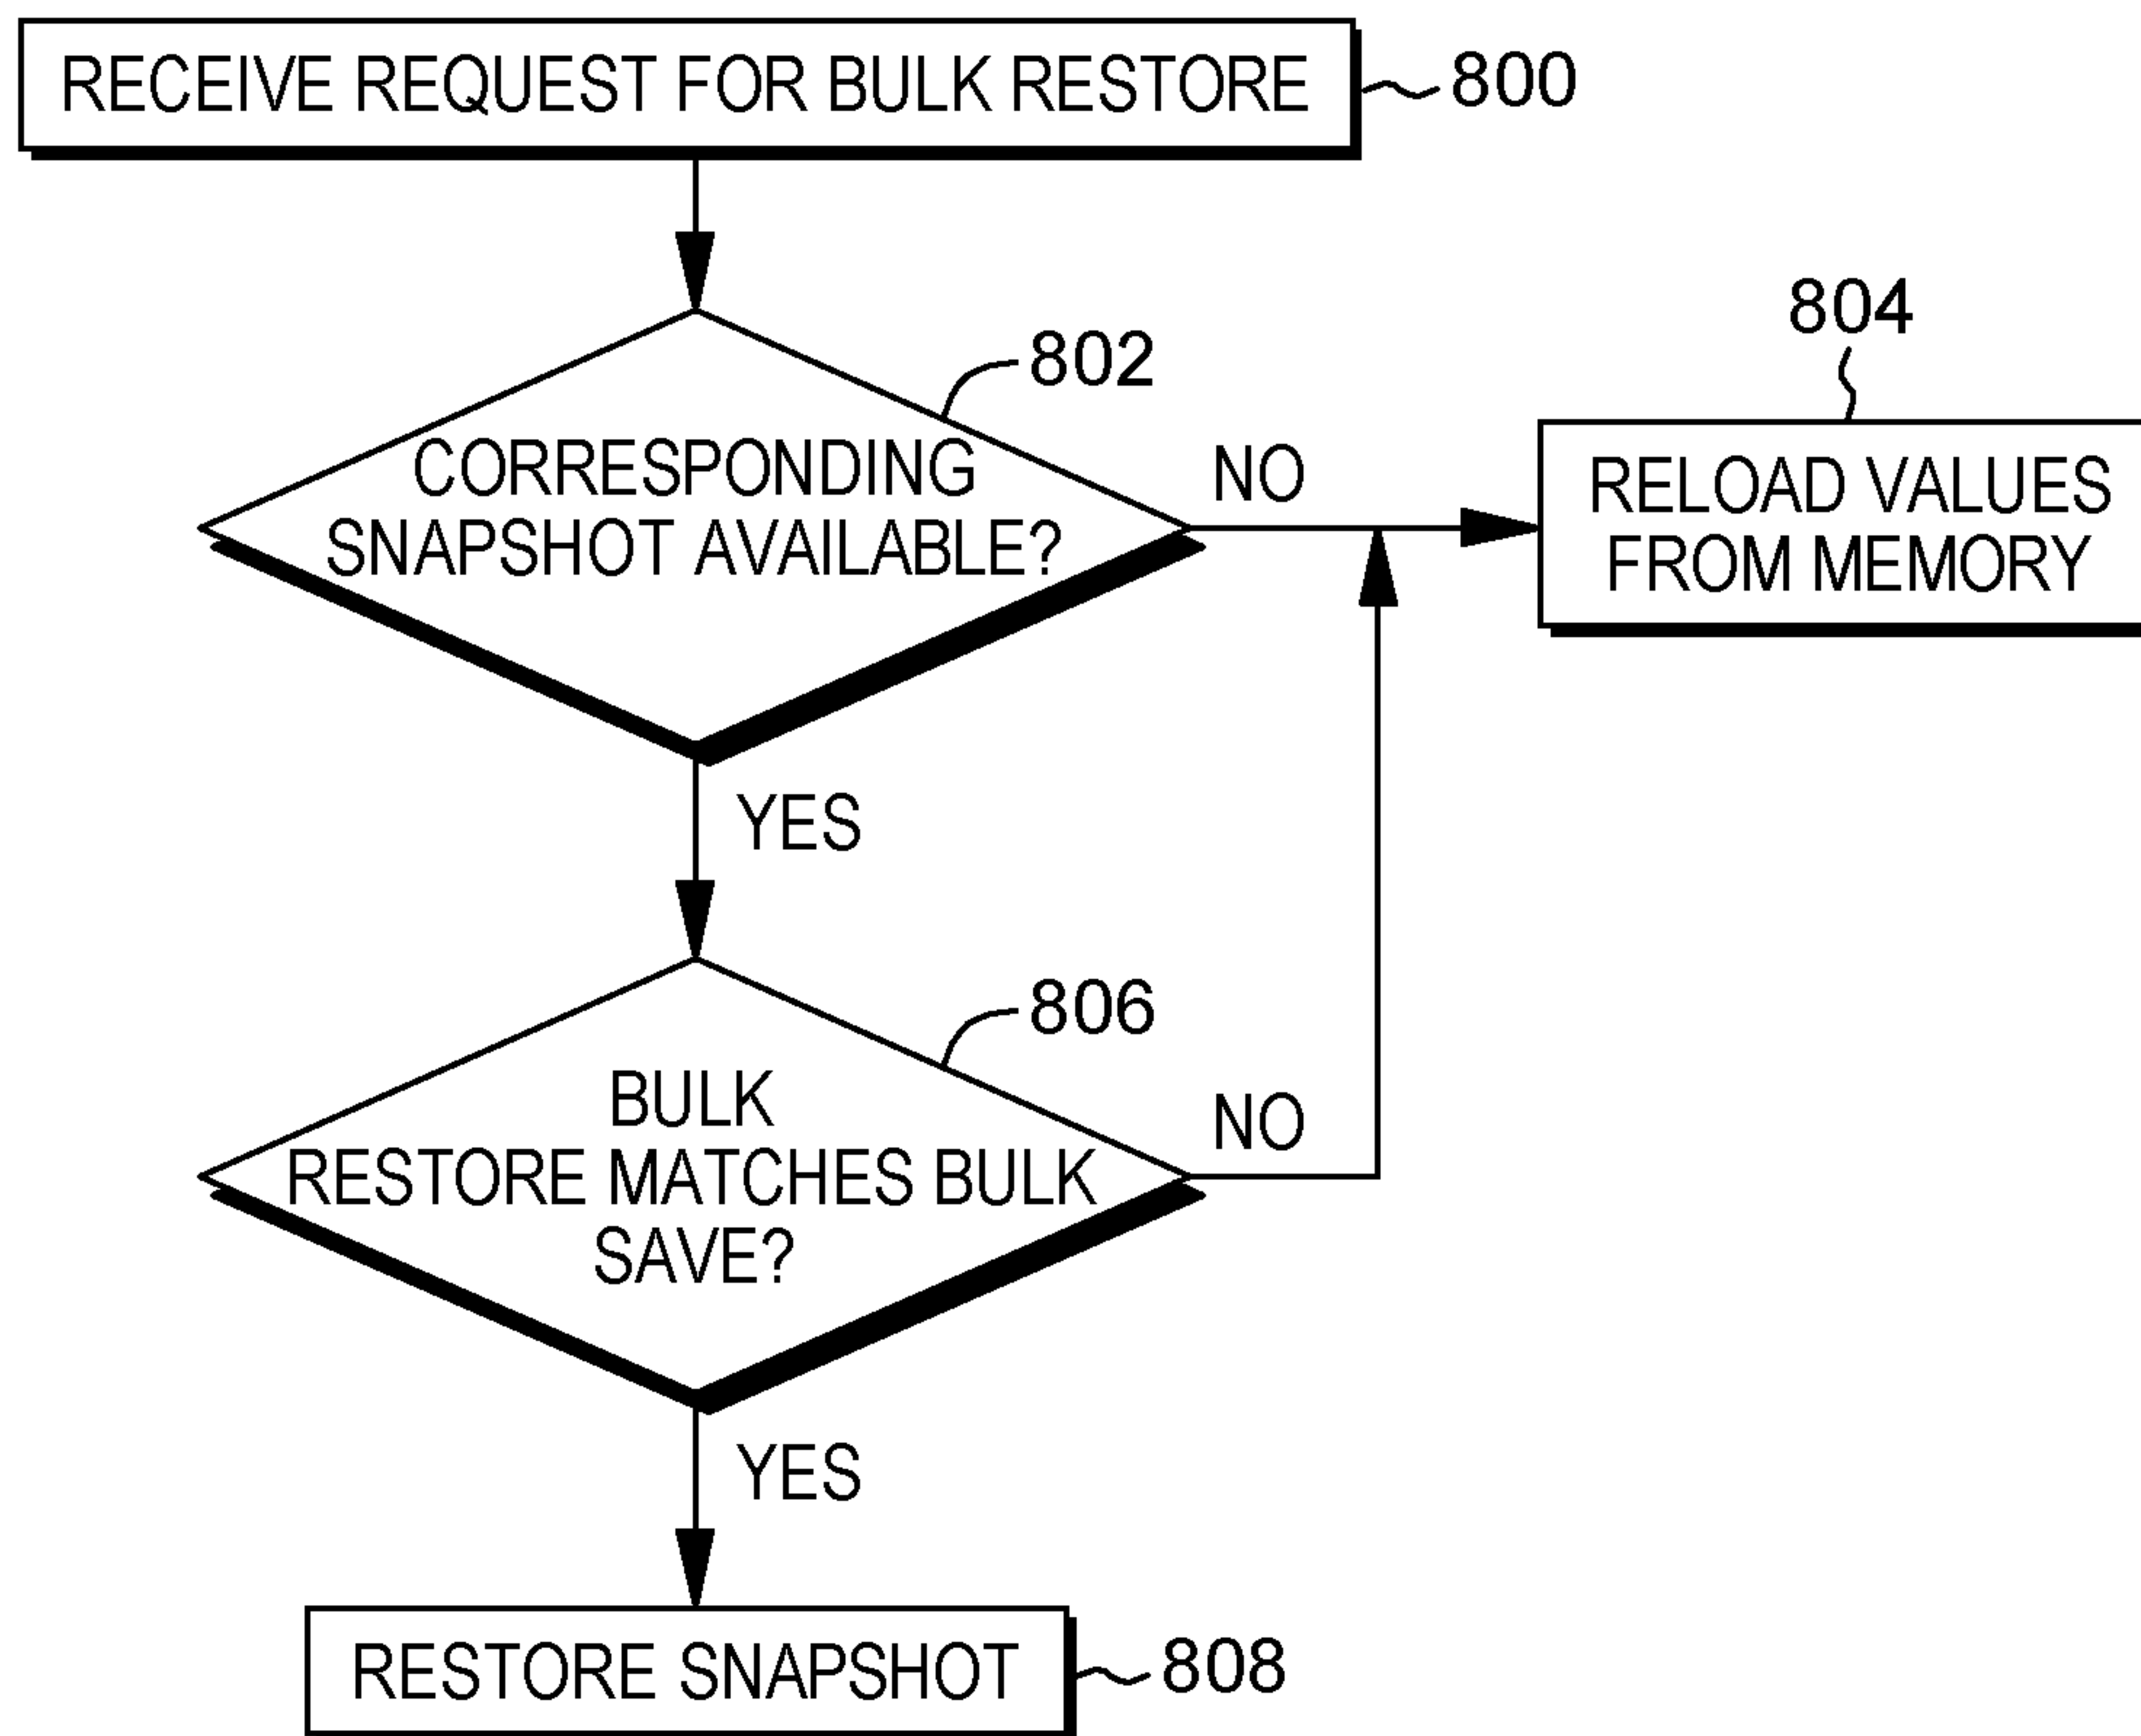 RECEIVE REQUEST FOR BULK RESTORE
800
802
CORRESPONDING
SNAPSHOT AVAILABLE?
NO
804
RELOAD VALUES
FROM MEMORY
YES
806
BULK
RESTORE MATCHES BULK
SAVE?
NO
YES
RESTORE SNAPSHOT
808